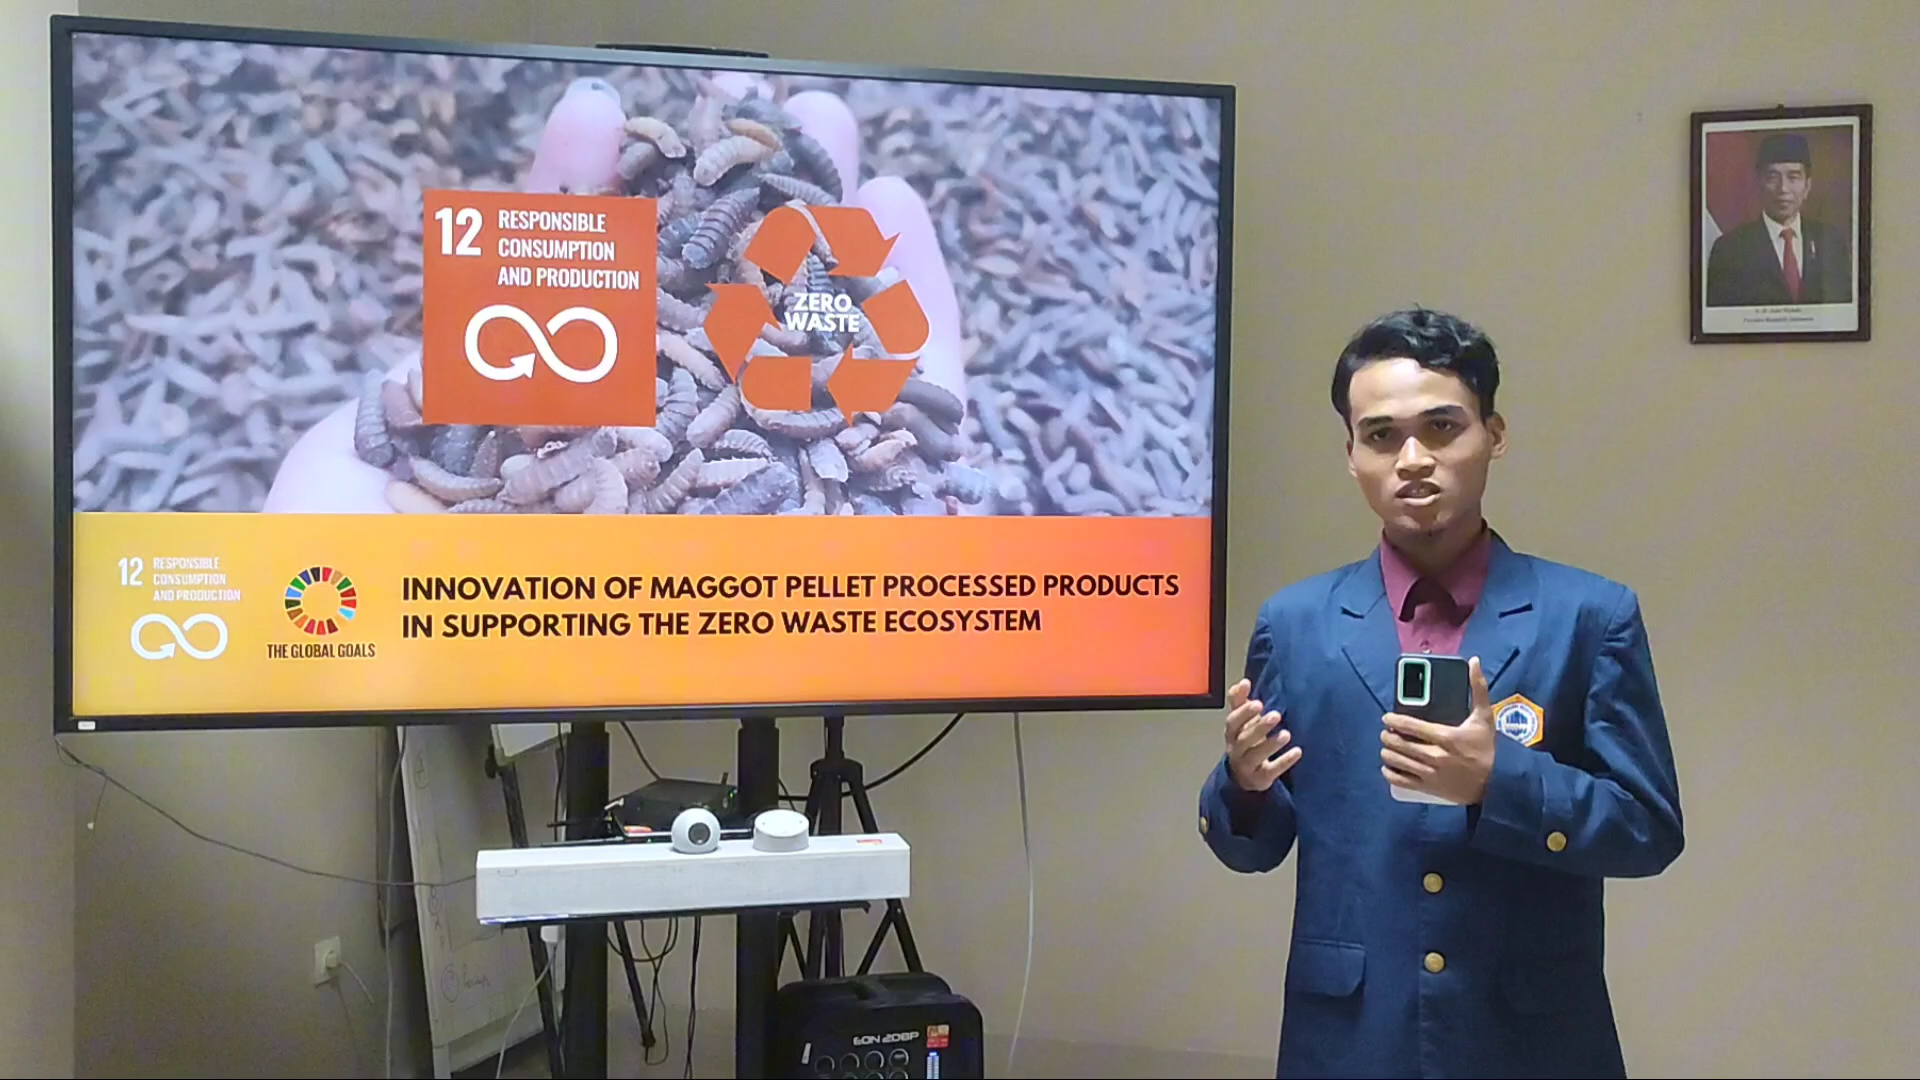 12
RESPONSIBLE
CONSUMPTION
AND PRODUCTION
ZERO
WASTE
12
RESPONSIBLE
CONSUMPTION
AND PRODUCTION
THE GLOBAL GOALS
INNOVATION OF MAGGOT PELLET PROCESSED PRODUCTS
IN SUPPORTING THE ZERO WASTE ECOSYSTEM
EON 208P